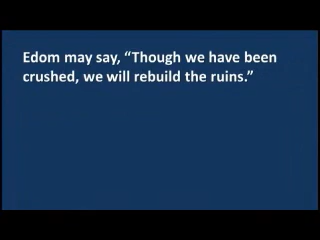 Edom may say, “Though we have been
crushed, we will rebuild the ruins.”